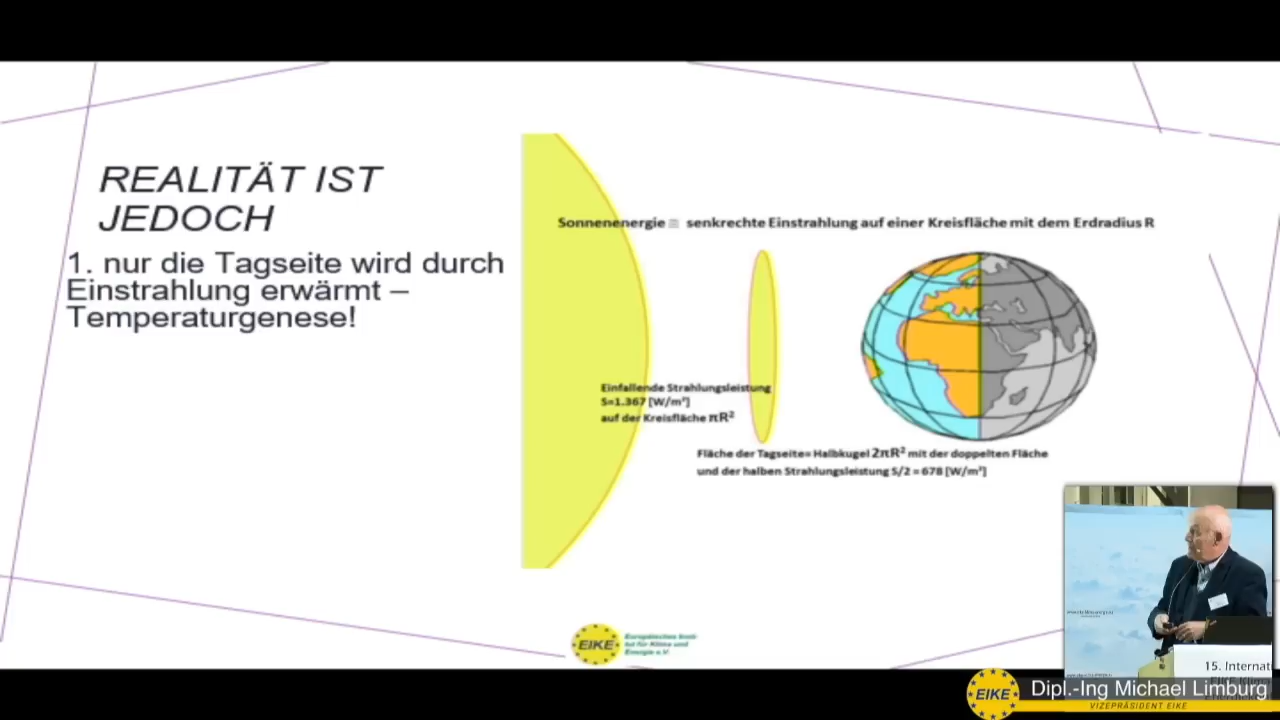 REALITÄT IST
JEDOCH
1. nur die Tagseite wird durch
Einstrahlung erwärmt –
Temperaturgenese!
Sonnenenergie = senkrechte Einstrahlung auf einer Kreisfläche mit dem Erdradius R
Einfallende Strahlungsleistung
S=1.367 [W/m²]
auf der Kreisfläche πR²
Fläche der Tagseite= Halbkugel 2πR² mit der doppelten Fläche
und der halben Strahlungsleistung S/2 = 678 [W/m²]
EIKE
Europäisches Insti-
tut für Klima und
Energie e.V.
15. Internat
EIKE
Dipl.-Ing Michael Limburg
VIZEPRÄSIDENT EIKE